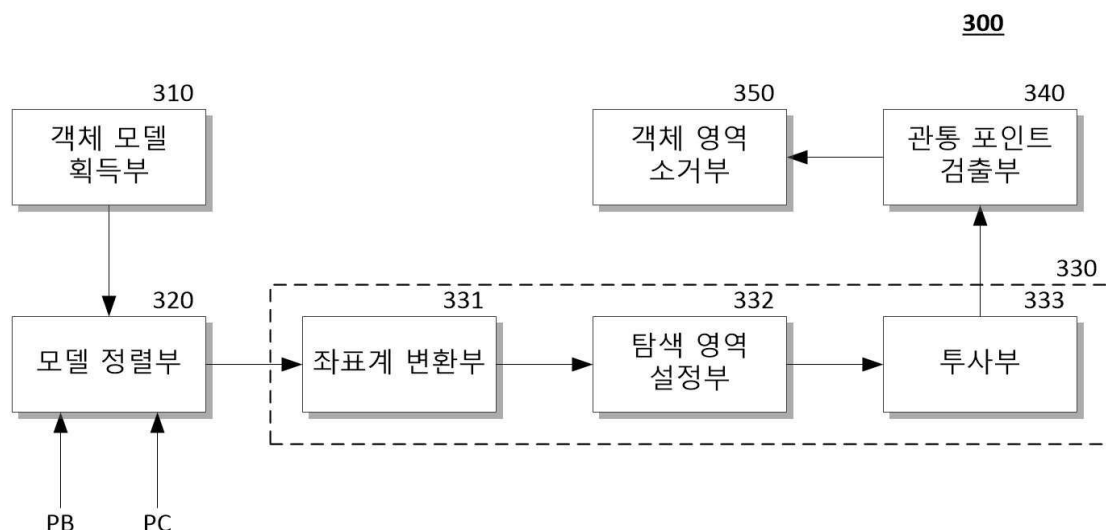 300
310
객체 모델
획득부
350
객체 영역
소거부
340
관통 포인트
검출부
330
320
모델 정렬부
331
좌표계 변환부
332
탐색 영역
설정부
333
투사부
PB
PC